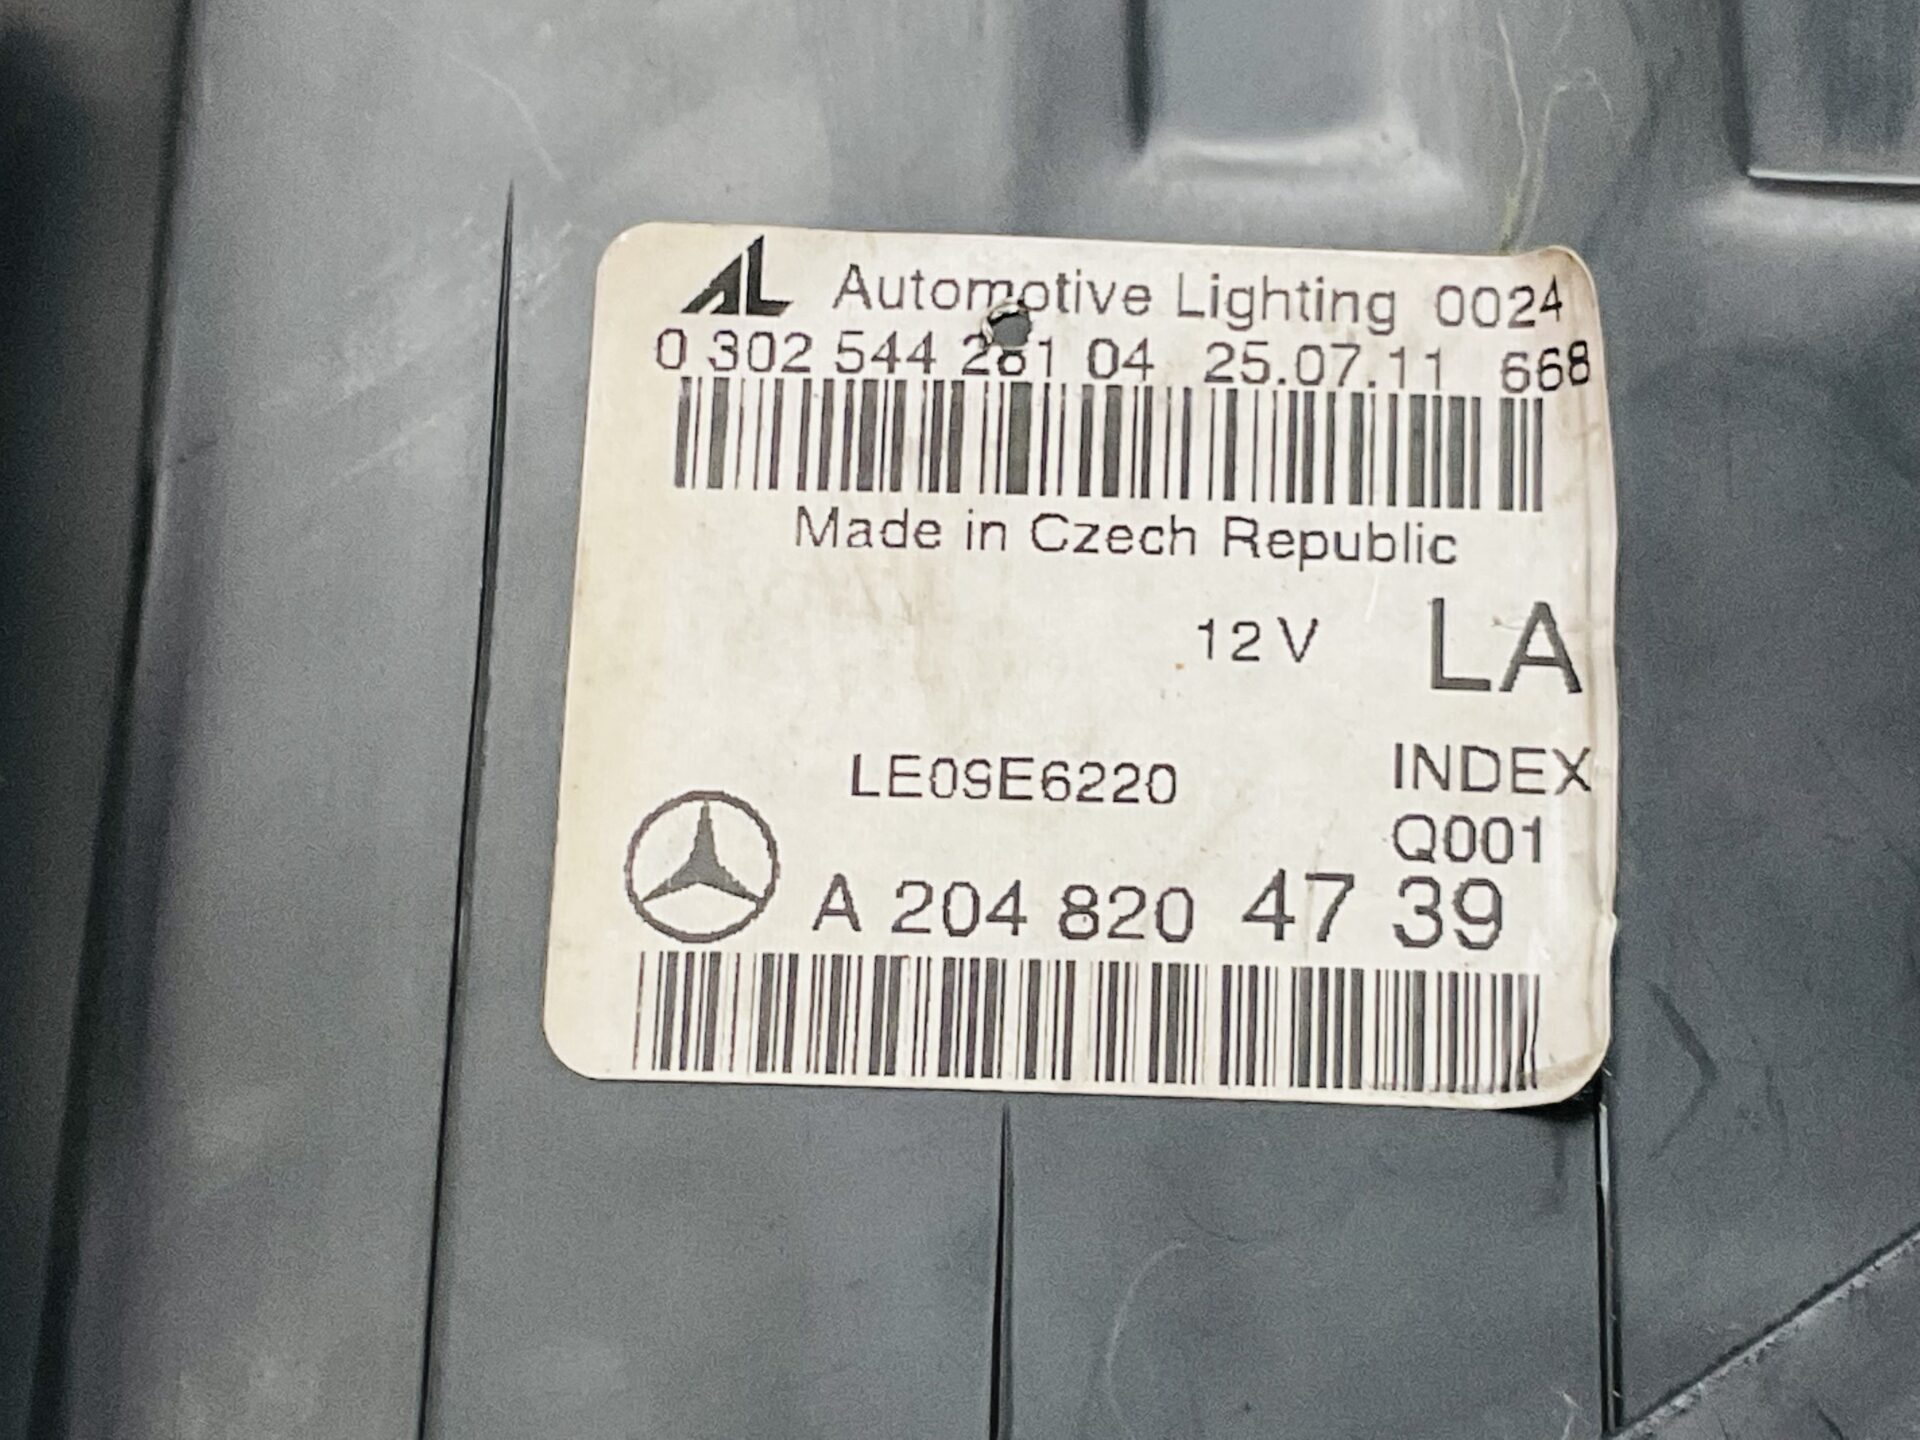 AL Automotive Lighting 0024
0 302 544 281 04 25.07.11 668
Made in Czech Republic
12V LA
LE09E6220 INDEX
Q001
A 204 820 47 39